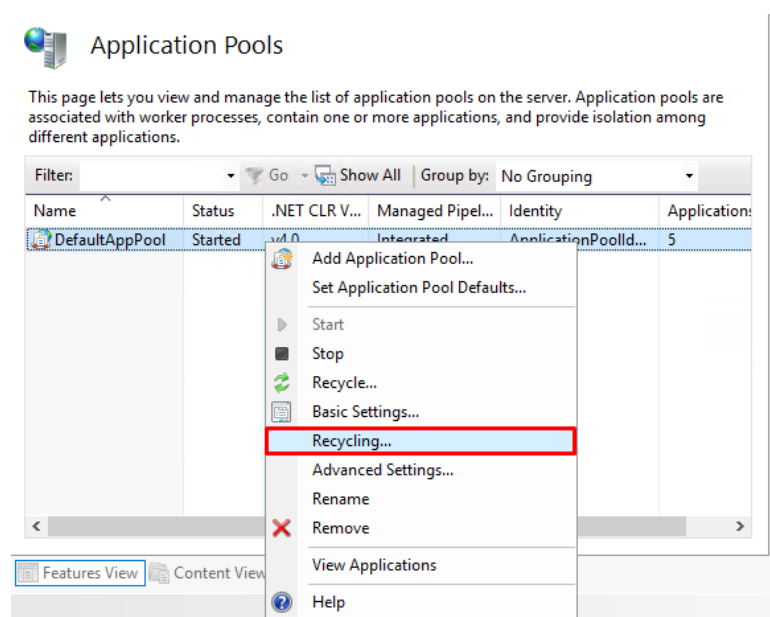 Application Pools
This page lets you view and manage the list of application pools on the server. Application pools are
associated with worker processes, contain one or more applications, and provide isolation among
different applications.
Filter: Go Show All Group by: No Grouping
Name Status .NET CLR V... Managed Pipel... Identity Applications
DefaultAppPool Started v4.0 Integrated ApplicationPoolId... 5
Add Application Pool...
Set Application Pool Defaults...
Start
Stop
Recycle...
Basic Settings...
Recycling...
Advanced Settings...
Rename
Remove
View Applications
Help
Features View Content View